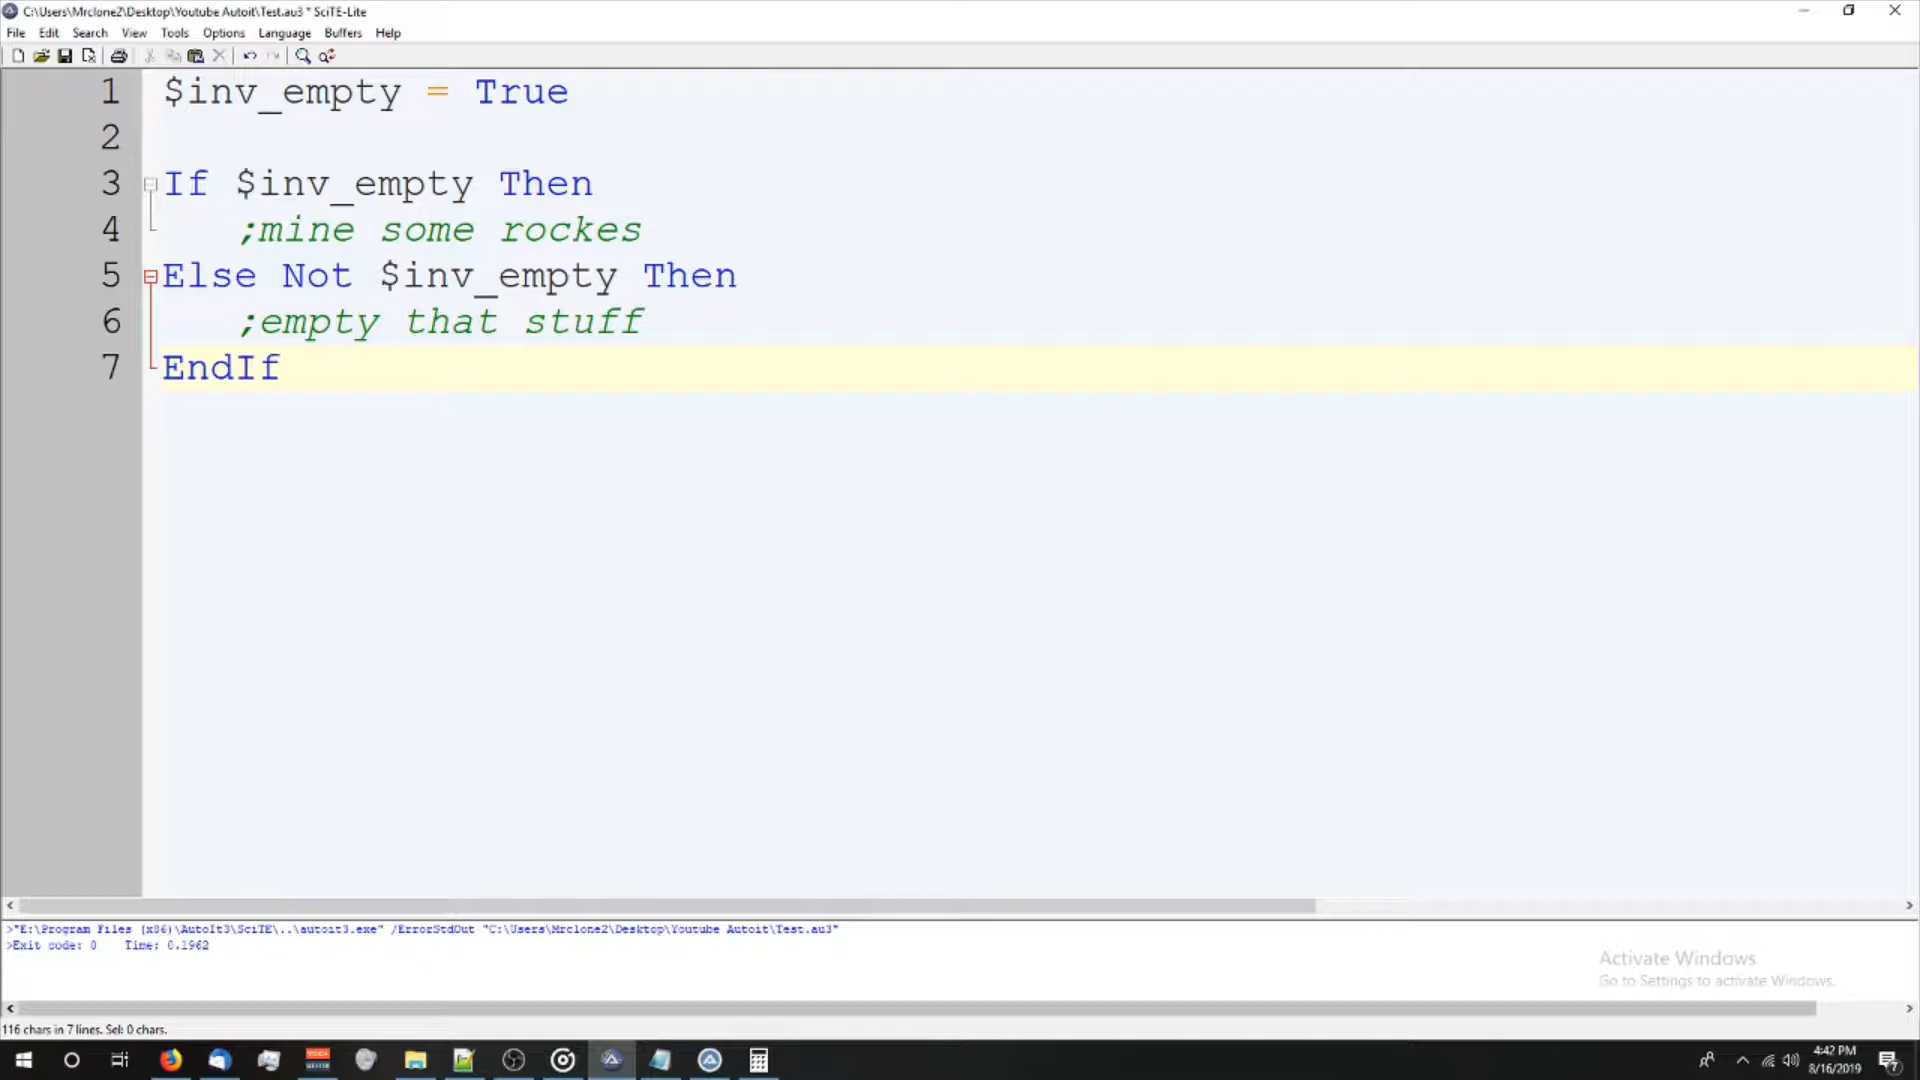 C:\Users\Mrclone2\Desktop\Youtube Autoit\Test.au3 * SciTE-Lite
File Edit Search View Tools Options Language Buffers Help
1 $inv_empty = True
2
3 If $inv_empty Then
4 ;mine some rockes
5 Else Not $inv_empty Then
6 ;empty that stuff
7 EndIf
>"E:\Program Files (x86)\AutoIt3\SciTE\..\autoit3.exe" /ErrorStdOut "C:\Users\Mrclone2\Desktop\Youtube Autoit\Test.au3"
>Exit code: 0 Time: 0.1962
Activate Windows
Go to Settings to activate Windows.
116 chars in 7 lines. Sel: 0 chars.
4:42 PM
8/16/2019
7